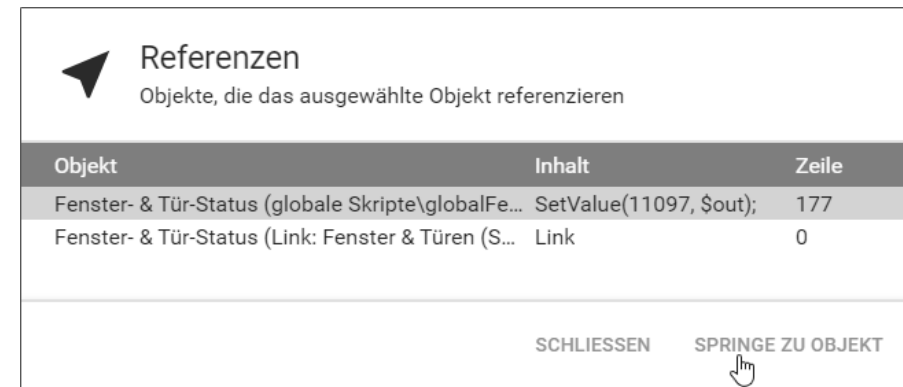 Referenzen
Objekte, die das ausgewählte Objekt referenzieren
Objekt Inhalt Zeile
Fenster- & Tür-Status (globale Skripte\globalFe... SetValue(11097, $out); 177
Fenster- & Tür-Status (Link: Fenster & Türen (S... Link 0
SCHLIESSEN SPRINGE ZU OBJEKT